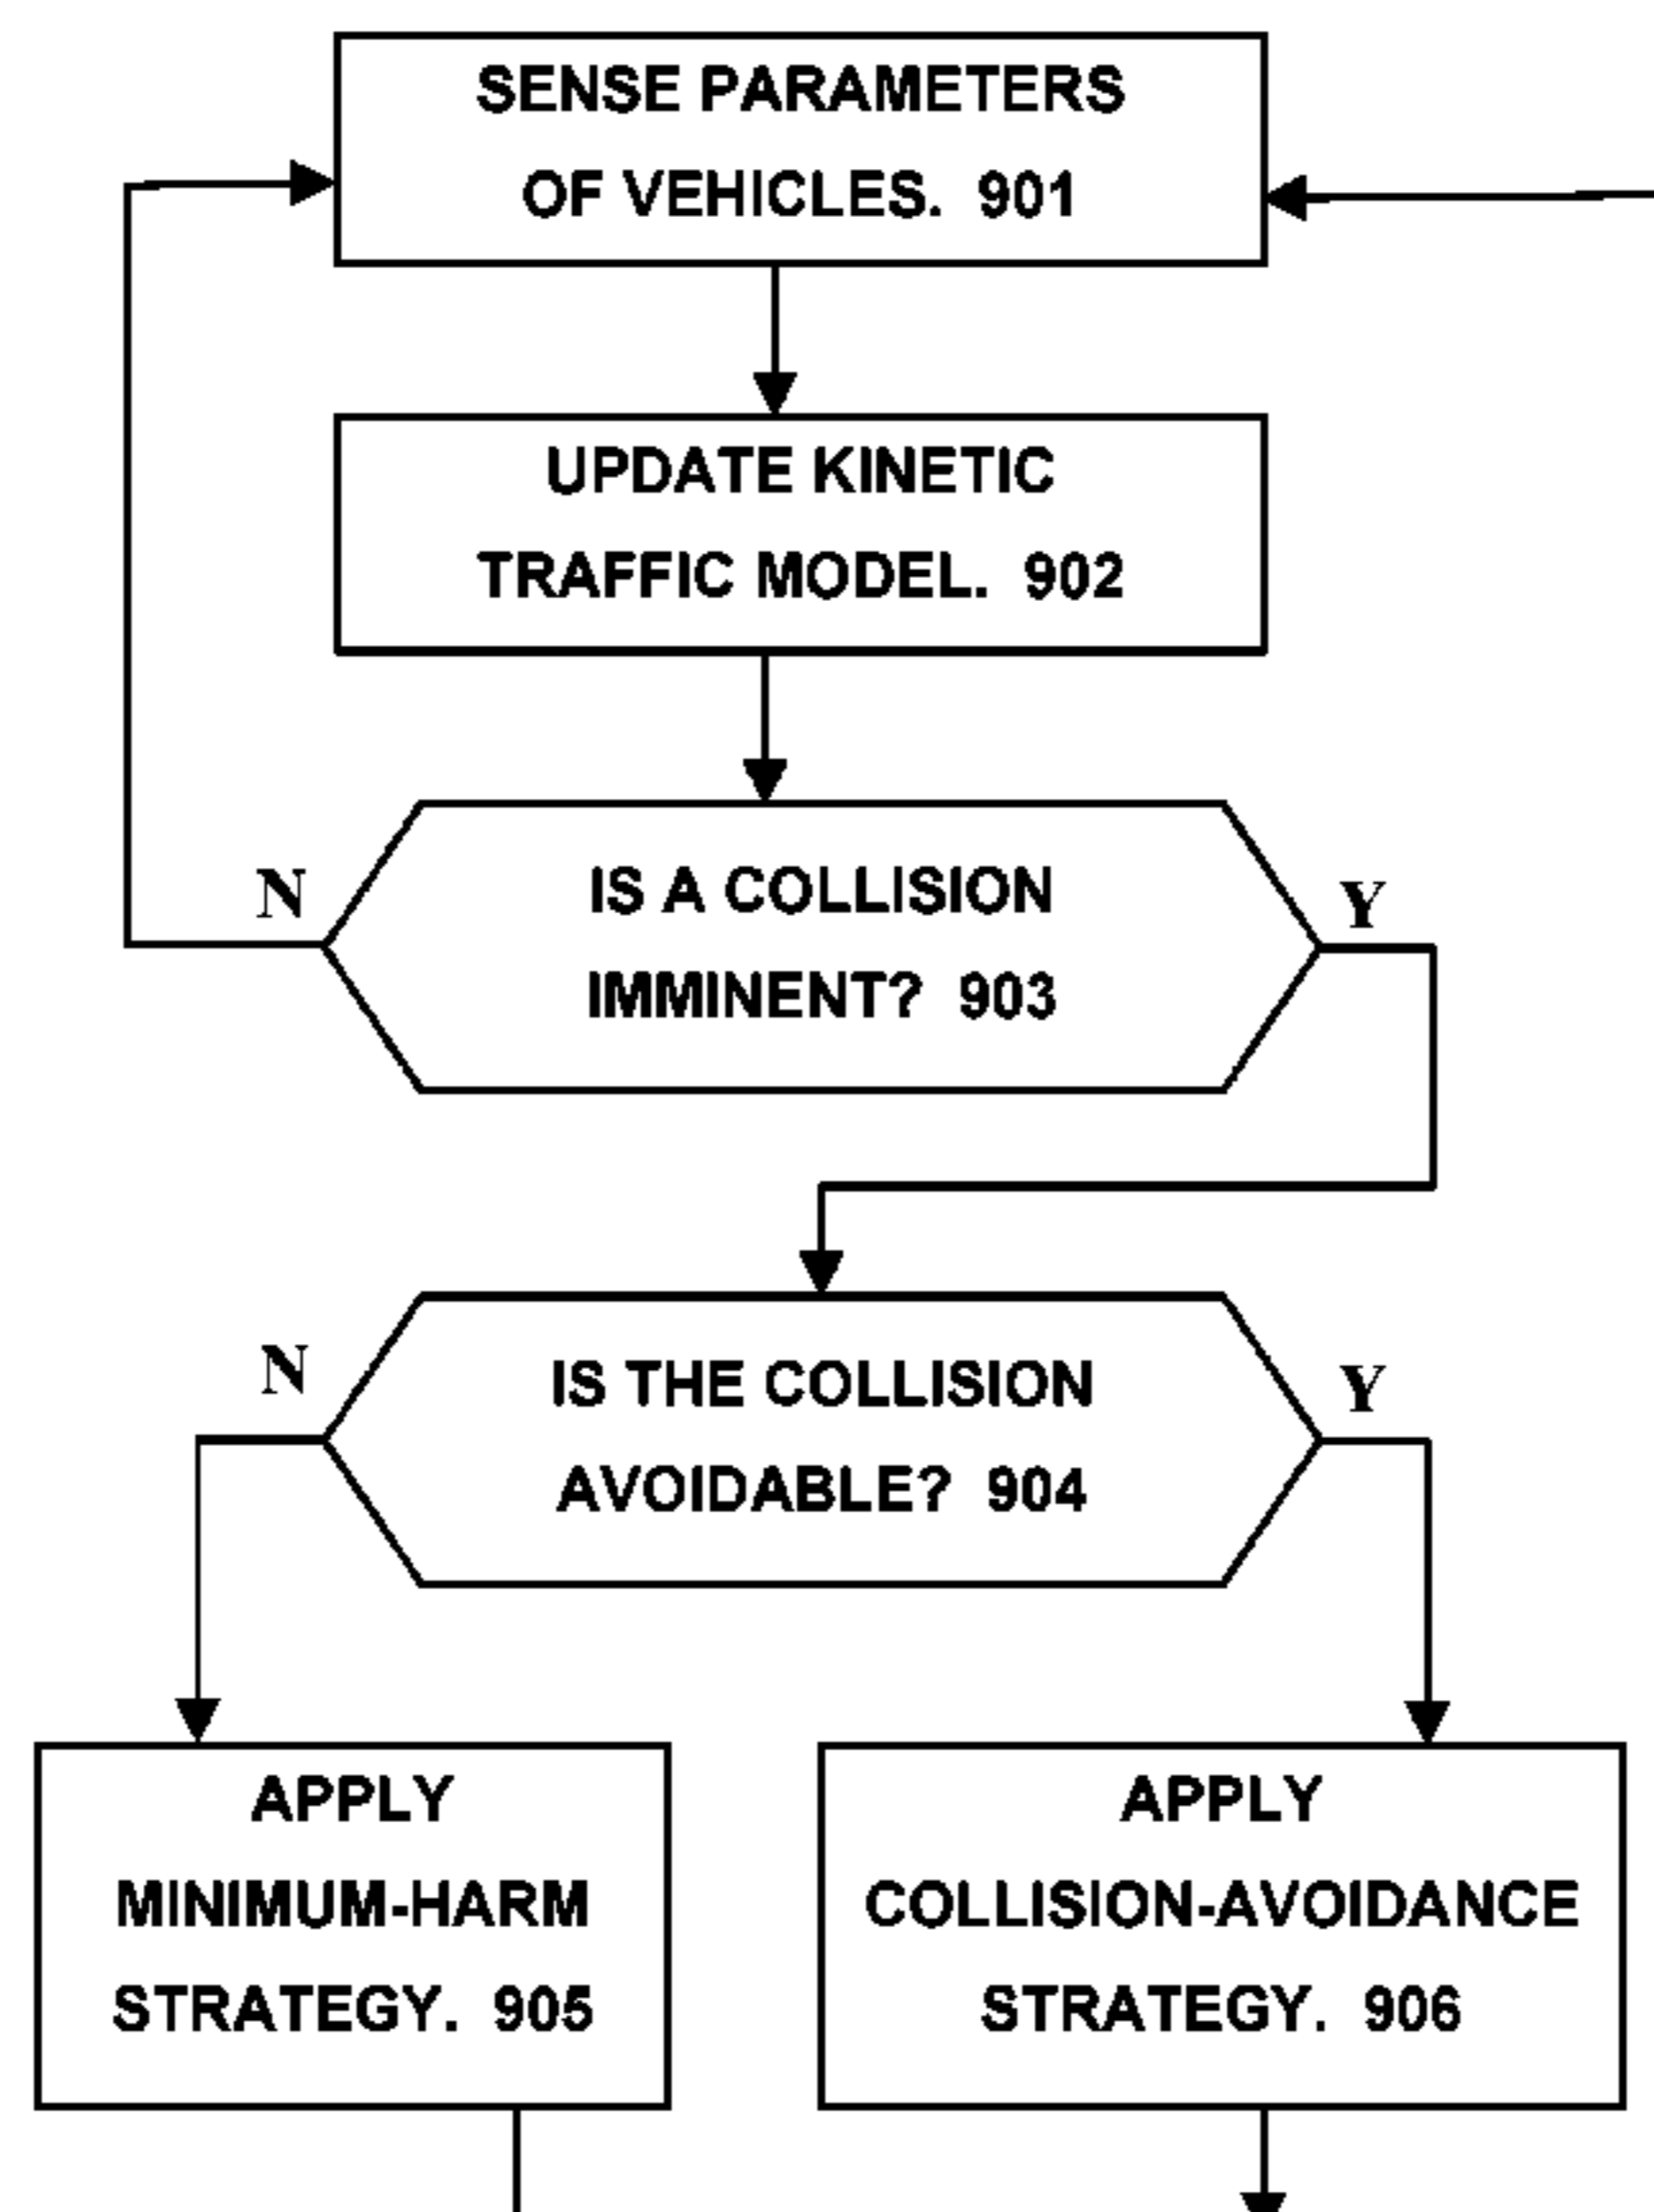 SENSE PARAMETERS
OF VEHICLES. 901
UPDATE KINETIC
TRAFFIC MODEL. 902
IS A COLLISION
IMMINENT? 903
N
Y
IS THE COLLISION
AVOIDABLE? 904
N
Y
APPLY
MINIMUM-HARM
STRATEGY. 905
APPLY
COLLISION-AVOIDANCE
STRATEGY. 906